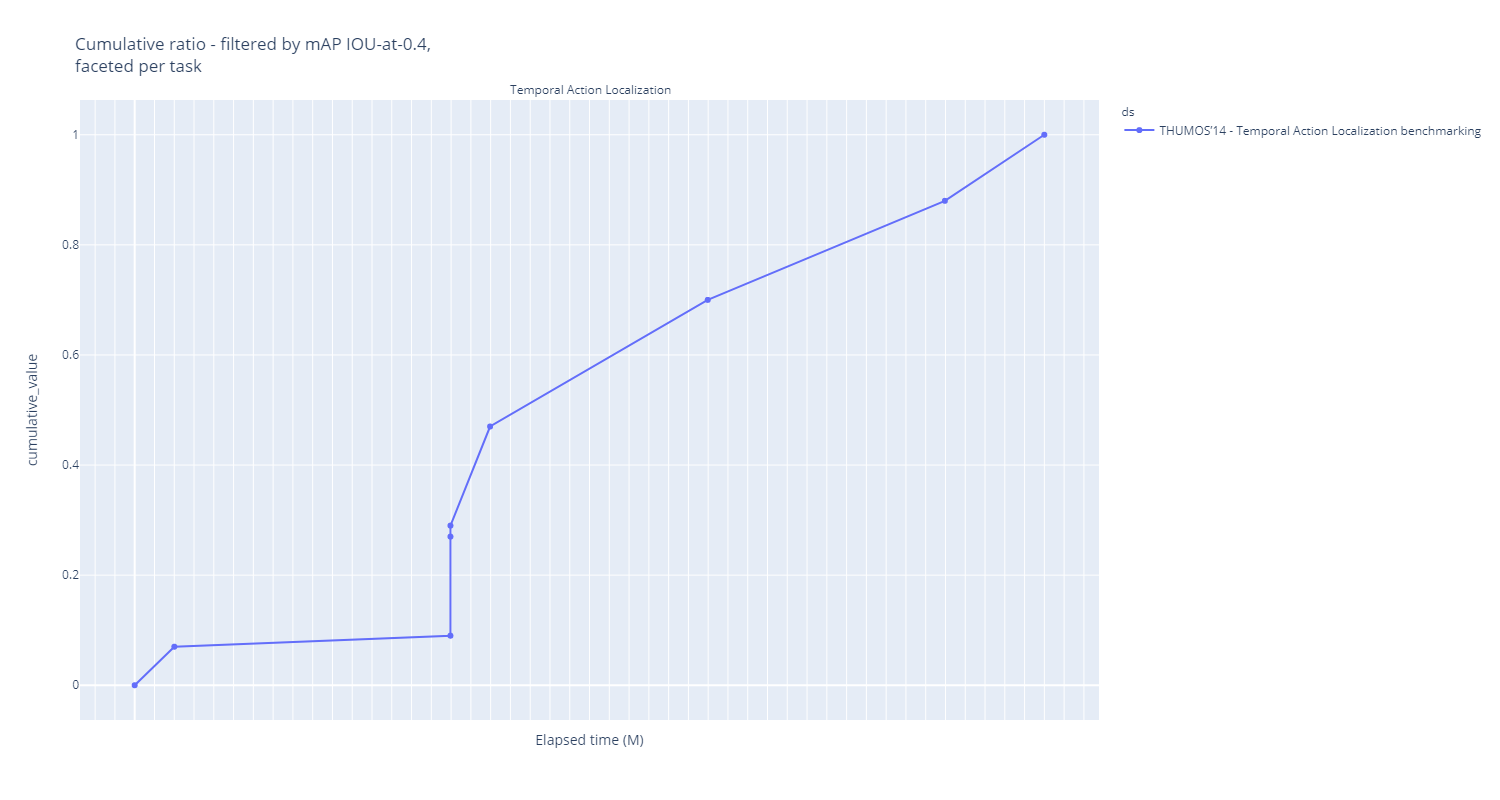 Cumulative ratio - filtered by mAP IOU-at-0.4,
faceted per task
Temporal Action Localization
ds
THUMOS’14 - Temporal Action Localization benchmarking
1
0.8
0.6
0.4
0.2
0
cumulative_value
Elapsed time (M)